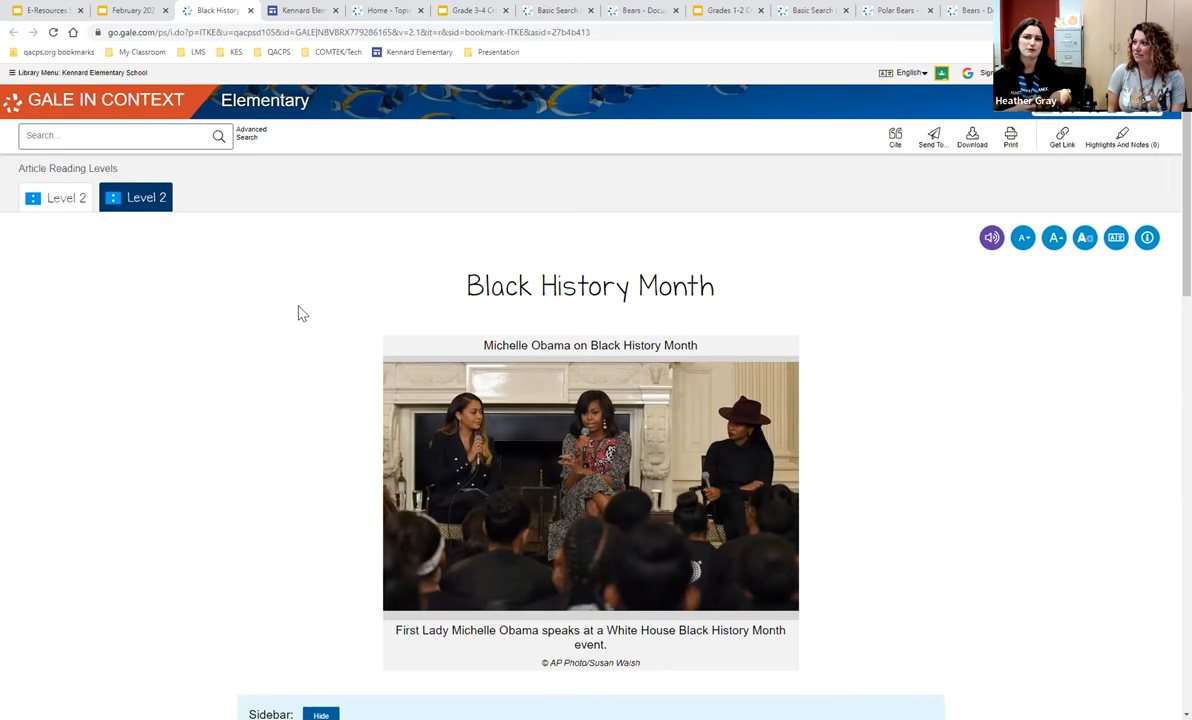 E-Resources
February 202
Black History
Kennard Elem
Home - Topic
Grade 3-4 C
Basic Search
Bears - Docu
Grades 1-2 C
Basic Search
Polar Bears -
Bears - D
go.gale.com/ps/i.do?p=ITKE&u=qacpsd105&id=GALE|NBVBRX779286165&v=2.1&it=r&sid=bookmark-ITKE&asid=27b4b413
qacps.org bookmarks
My Classroom
LMS
KES
QACPS
COMTEK/Tech
Kennard Elementary
Presentation
Library Menu: Kennard Elementary School
English
Heather Gray
GALE IN CONTEXT
Elementary
Search...
Advanced
Search
Cite
Send To...
Download
Print
Get Link
Highlights And Notes (0)
Article Reading Levels
Level 2
Level 2
Black History Month
Michelle Obama on Black History Month
First Lady Michelle Obama speaks at a White House Black History Month
event.
© AP Photo/Susan Walsh
Sidebar:
Hide